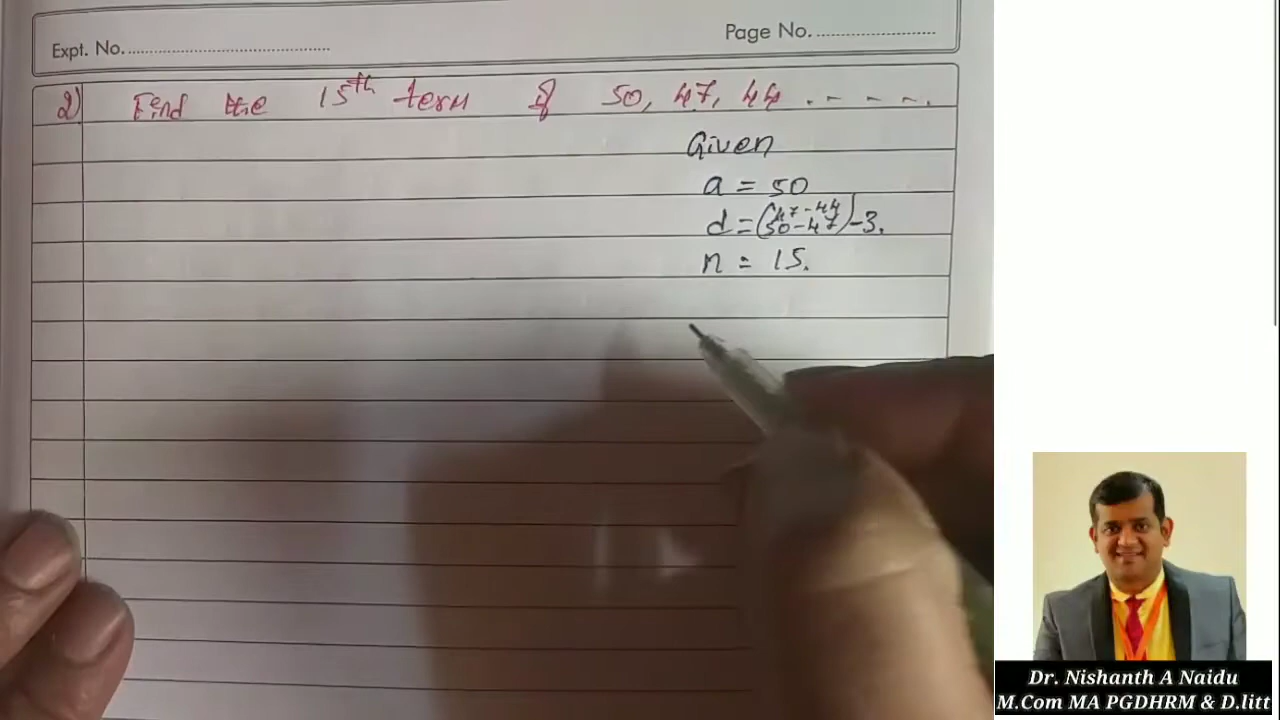 Expt. No.
Page No.
2) Find the 15th term of 50, 47, 44 . - - - .
Given
a = 50
47 - 44
d = (50 - 47) -3.
n = 15.
Dr. Nishanth A Naidu
M.Com MA PGDHRM & D.litt